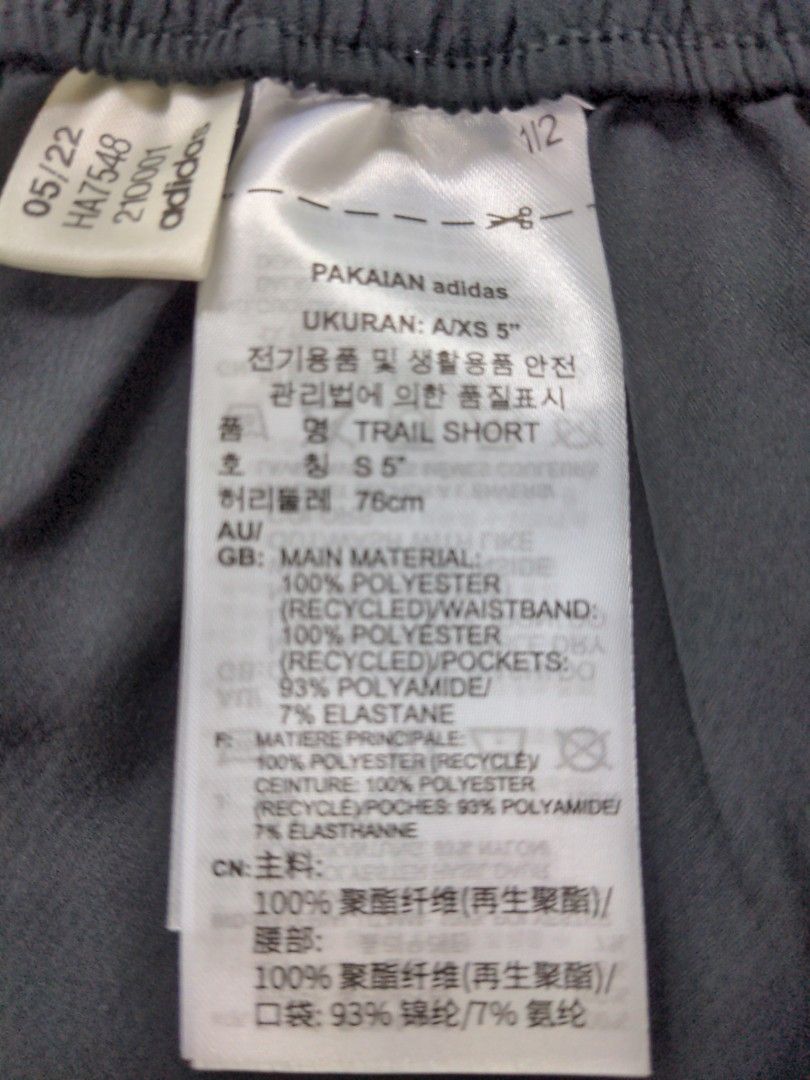 05/22
HA7548
210001
adidas
1/2
PAKAIAN adidas
UKURAN: A/XS 5"
전기용품 및 생활용품 안전
관리법에 의한 품질표시
품 명 TRAIL SHORT
호 칭 S 5"
허리둘레 76cm
AU/
GB: MAIN MATERIAL:
100% POLYESTER
(RECYCLED)/WAISTBAND:
100% POLYESTER
(RECYCLED)/POCKETS:
93% POLYAMIDE/
7% ELASTANE
F: MATIERE PRINCIPALE:
100% POLYESTER (RECYCLÉ)/
CEINTURE: 100% POLYESTER
(RECYCLÉ)/POCHES: 93% POLYAMIDE/
7% ÉLASTHANNE
CN: 主料:
100% 聚酯纤维(再生聚酯)/
腰部:
100% 聚酯纤维(再生聚酯)/
口袋: 93% 锦纶/7% 氨纶